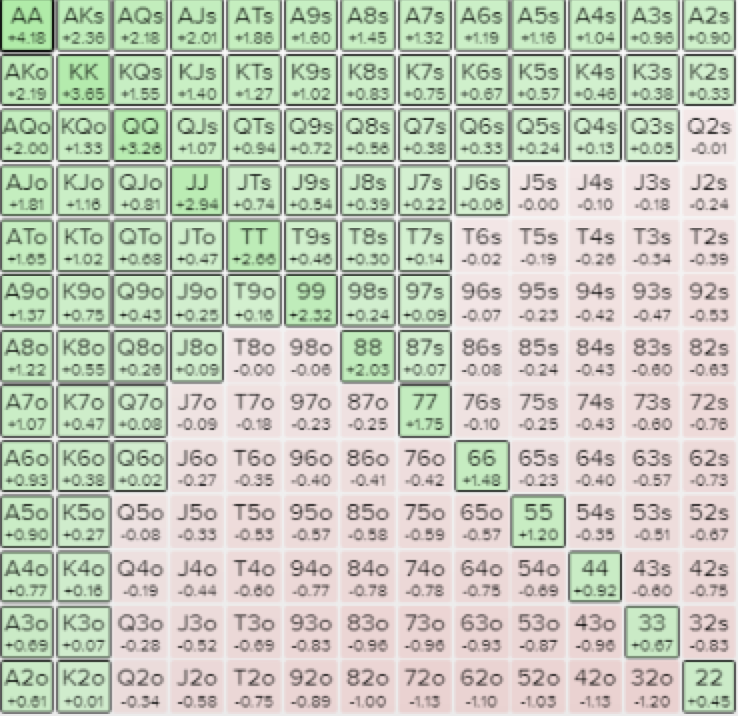 AA AKs AQs AJs ATs A9s A8s A7s A6s A5s A4s A3s A2s
+4.18 +2.36 +2.18 +2.01 +1.86 +1.60 +1.45 +1.32 +1.19 +1.16 +1.04 +0.96 +0.90
AKo KK KQs KJs KTs K9s K8s K7s K6s K5s K4s K3s K2s
+2.19 +3.65 +1.55 +1.40 +1.27 +1.02 +0.83 +0.75 +0.67 +0.57 +0.46 +0.38 +0.33
AQo KQo QQ QJs QTs Q9s Q8s Q7s Q6s Q5s Q4s Q3s Q2s
+2.00 +1.33 +3.26 +1.07 +0.94 +0.72 +0.56 +0.38 +0.33 +0.24 +0.13 +0.05 -0.01
AJo KJo QJo JJ JTs J9s J8s J7s J6s J5s J4s J3s J2s
+1.81 +1.16 +0.81 +2.94 +0.74 +0.54 +0.39 +0.22 +0.06 -0.00 -0.10 -0.18 -0.24
ATo KTo QTo JTo TT T9s T8s T7s T6s T5s T4s T3s T2s
+1.65 +1.02 +0.68 +0.47 +2.66 +0.46 +0.30 +0.14 -0.02 -0.19 -0.26 -0.34 -0.39
A9o K9o Q9o J9o T9o 99 98s 97s 96s 95s 94s 93s 92s
+1.37 +0.75 +0.43 +0.25 +0.16 +2.32 +0.24 +0.09 -0.07 -0.23 -0.42 -0.47 -0.53
A8o K8o Q8o J8o T8o 98o 88 87s 86s 85s 84s 83s 82s
+1.22 +0.55 +0.26 +0.09 -0.00 -0.06 +2.03 +0.07 -0.08 -0.24 -0.43 -0.60 -0.63
A7o K7o Q7o J7o T7o 97o 87o 77 76s 75s 74s 73s 72s
+1.07 +0.47 +0.08 -0.09 -0.18 -0.23 -0.25 +1.75 -0.10 -0.25 -0.43 -0.60 -0.76
A6o K6o Q6o J6o T6o 96o 86o 76o 66 65s 64s 63s 62s
+0.93 +0.38 +0.02 -0.27 -0.35 -0.40 -0.41 -0.42 +1.48 -0.23 -0.40 -0.57 -0.73
A5o K5o Q5o J5o T5o 95o 85o 75o 65o 55 54s 53s 52s
+0.90 +0.27 -0.08 -0.33 -0.53 -0.57 -0.58 -0.59 -0.57 +1.20 -0.35 -0.51 -0.67
A4o K4o Q4o J4o T4o 94o 84o 74o 64o 54o 44 43s 42s
+0.77 +0.16 -0.19 -0.44 -0.60 -0.77 -0.78 -0.78 -0.75 -0.69 +0.92 -0.60 -0.75
A3o K3o Q3o J3o T3o 93o 83o 73o 63o 53o 43o 33 32s
+0.69 +0.07 -0.28 -0.52 -0.69 -0.83 -0.96 -0.96 -0.93 -0.87 -0.96 +0.67 -0.83
A2o K2o Q2o J2o T2o 92o 82o 72o 62o 52o 42o 32o 22
+0.61 +0.01 -0.34 -0.58 -0.75 -0.89 -1.00 -1.13 -1.10 -1.03 -1.13 -1.20 +0.45